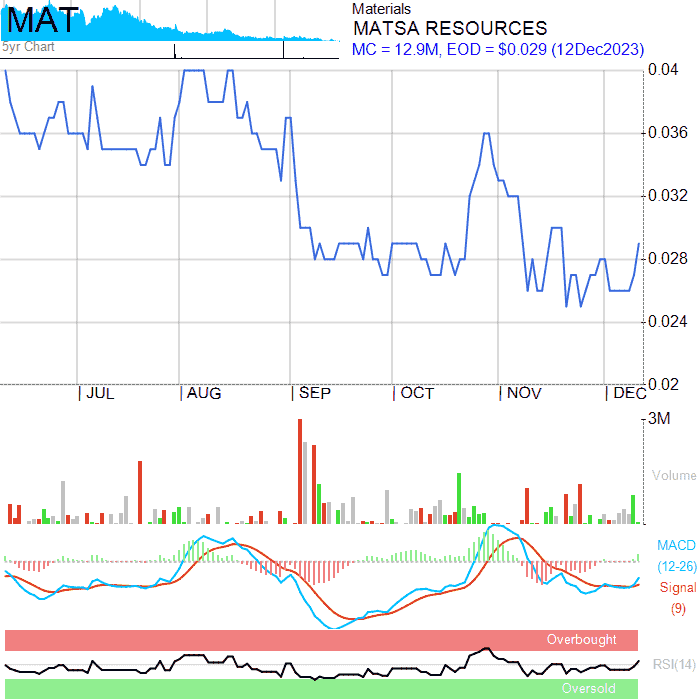 MAT
5yr Chart
Materials
MATSA RESOURCES
MC = 12.9M, EOD = $0.029 (12Dec2023)
0.04
0.036
0.032
0.028
0.024
0.02
JUL
AUG
SEP
OCT
NOV
DEC
3M
Volume
MACD
(12-26)
Signal
(9)
Overbought
RSI(14)
Oversold